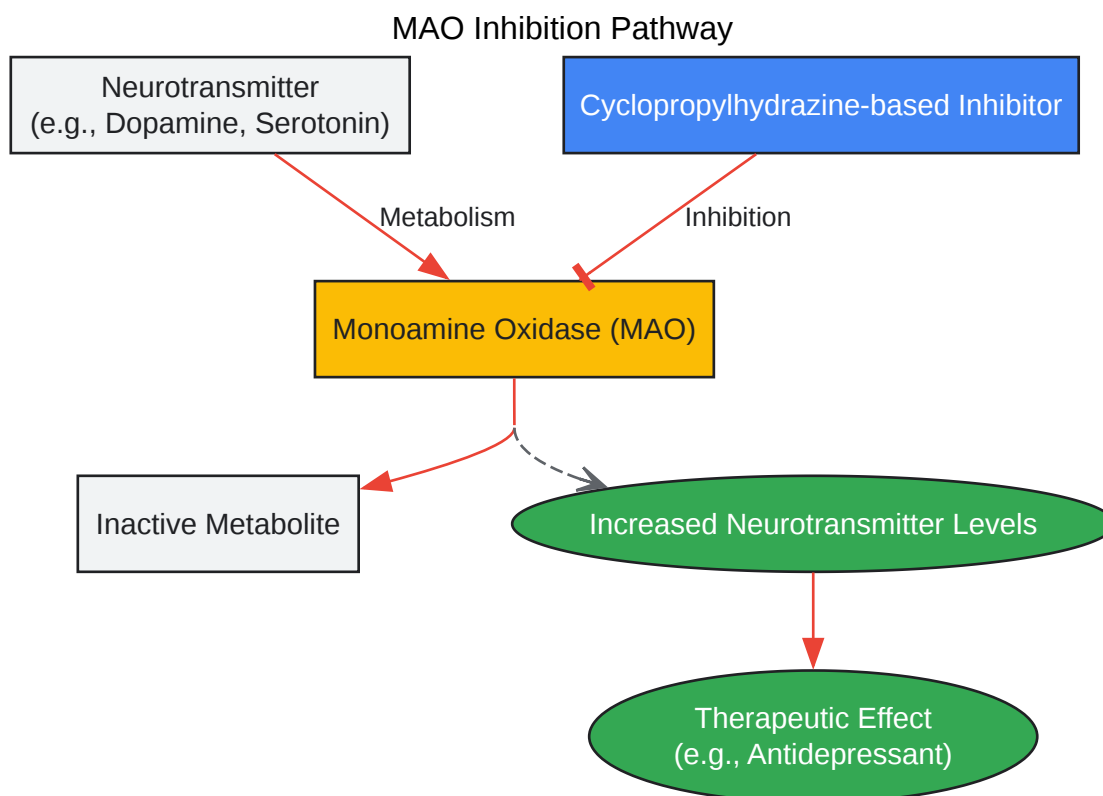 MAO Inhibition Pathway
Neurotransmitter
(e.g., Dopamine, Serotonin)
Cyclopropylhydrazine-based Inhibitor
Metabolism
Inhibition
Monoamine Oxidase (MAO)
Inactive Metabolite
Increased Neurotransmitter Levels
Therapeutic Effect
(e.g., Antidepressant)